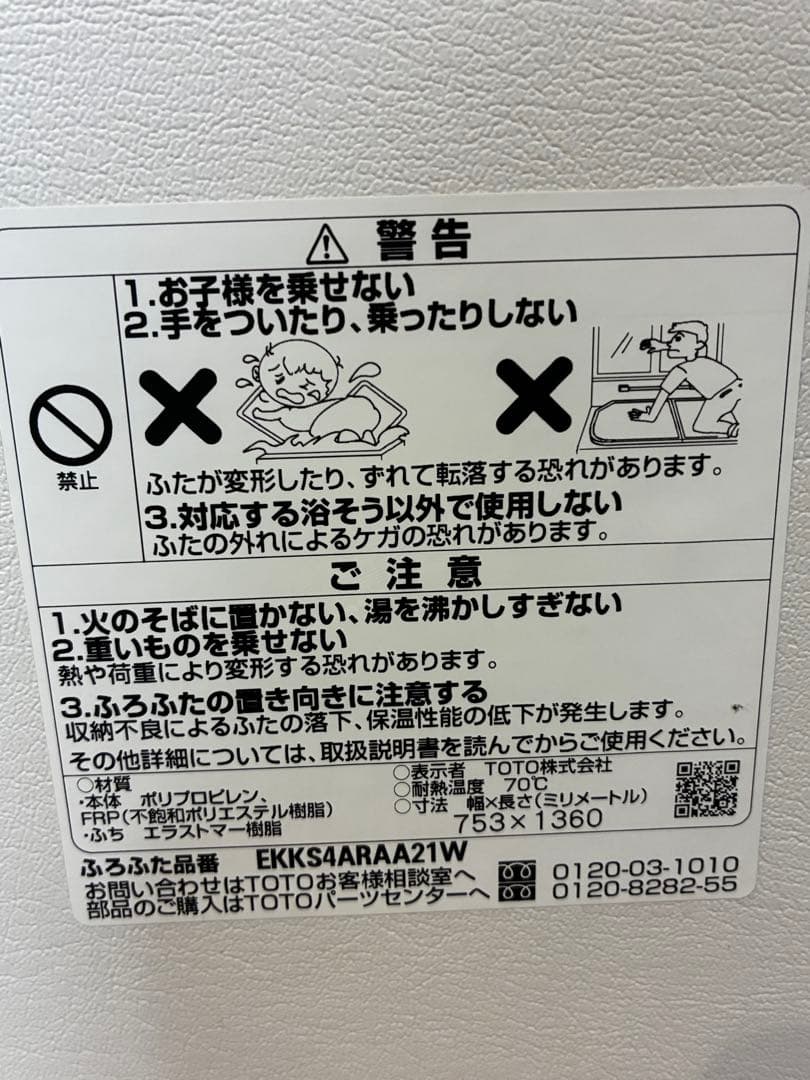 警告
1.お子様を乗せない
2.手をついたり、乗ったりしない
禁止
ふたが変形したり、ずれて転落する恐れがあります。
3.対応する浴そう以外で使用しない
ふたの外れによるケガの恐れがあります。
ご注意
1.火のそばに置かない、湯を沸かしすぎない
2.重いものを乗せない
熱や荷重により変形する恐れがあります。
3.ふろふたの置き向きに注意する
収納不良によるふたの落下、保温性能の低下が発生します。
その他詳細については、取扱説明書を読んでからご使用ください。
○材質
・本体 ポリプロピレン、
FRP(不飽和ポリエステル樹脂)
・ふち エラストマー樹脂
○表示者 TOTO株式会社
○耐熱温度 70℃
○寸法 幅×長さ(ミリメートル)
753×1360
ふろふた品番 EKKS4ARAA21W
お問い合わせはTOTOお客様相談室へ 0120-03-1010
部品のご購入はTOTOパーツセンターへ 0120-8282-55